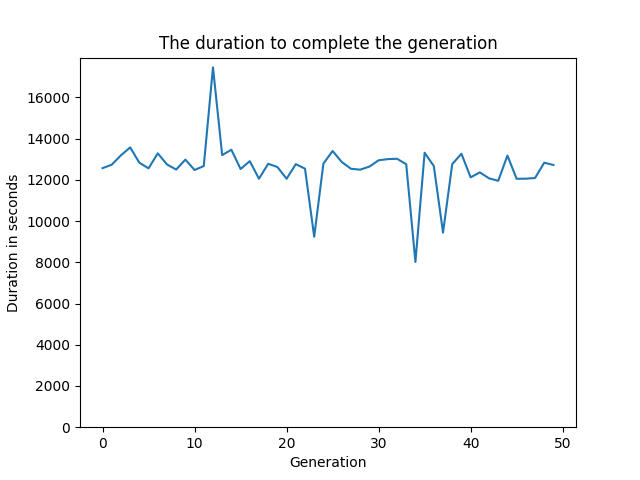 The duration to complete the generation
Duration in seconds
16000
14000
12000
10000
8000
6000
4000
2000
0
0 10 20 30 40 50
Generation